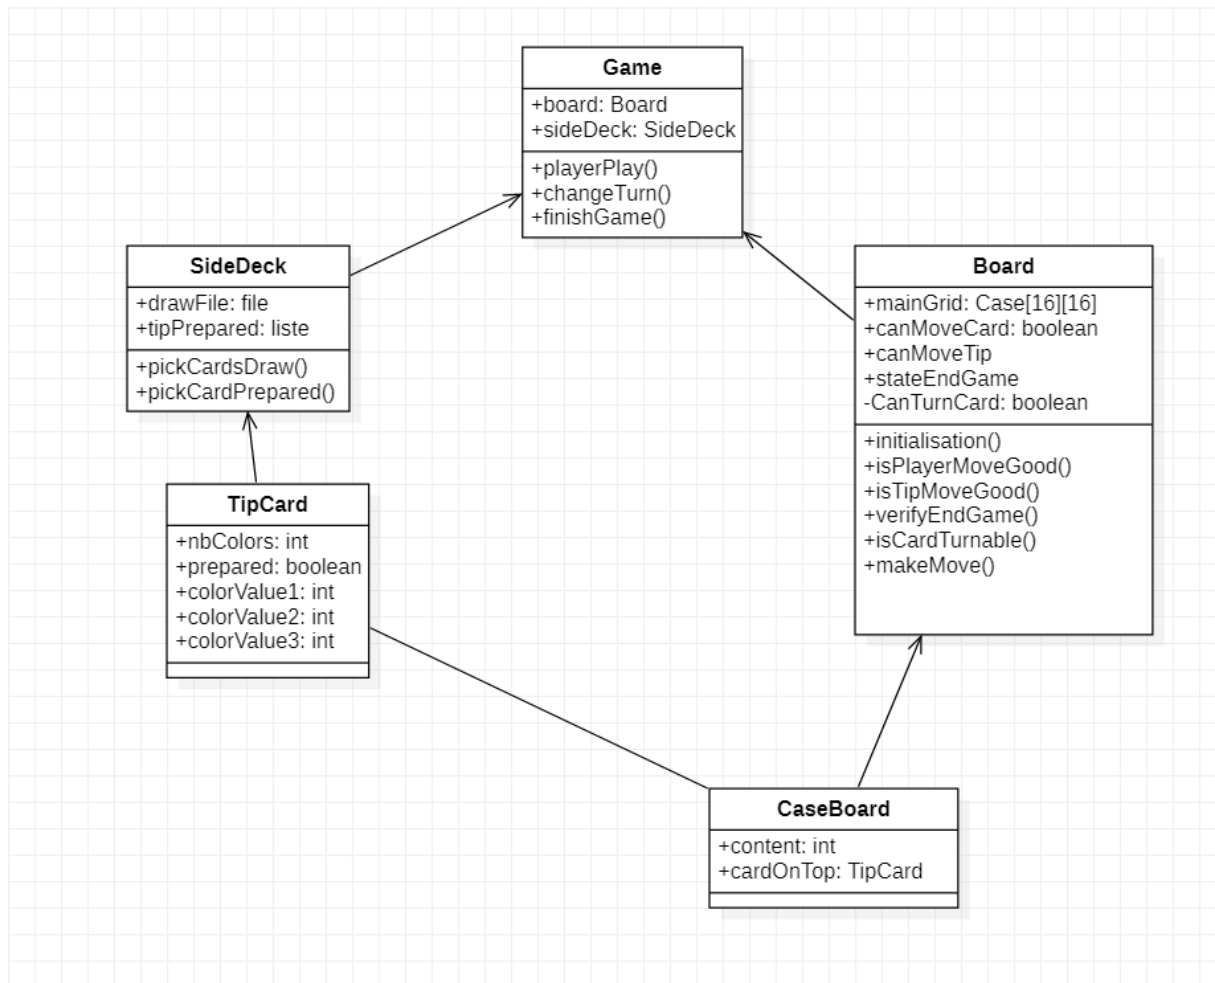 Game
+board: Board
+sideDeck: SideDeck
+playerPlay()
+changeTurn()
+finishGame()
SideDeck
+drawFile: file
+tipPrepared: liste
+pickCardsDraw()
+pickCardPrepared()
Board
+mainGrid: Case[16][16]
+canMoveCard: boolean
+canMoveTip
+stateEndGame
-CanTurnCard: boolean
+initialisation()
+isPlayerMoveGood()
+isTipMoveGood()
+verifyEndGame()
+isCardTurnable()
+makeMove()
TipCard
+nbColors: int
+prepared: boolean
+colorValue1: int
+colorValue2: int
+colorValue3: int
CaseBoard
+content: int
+cardOnTop: TipCard